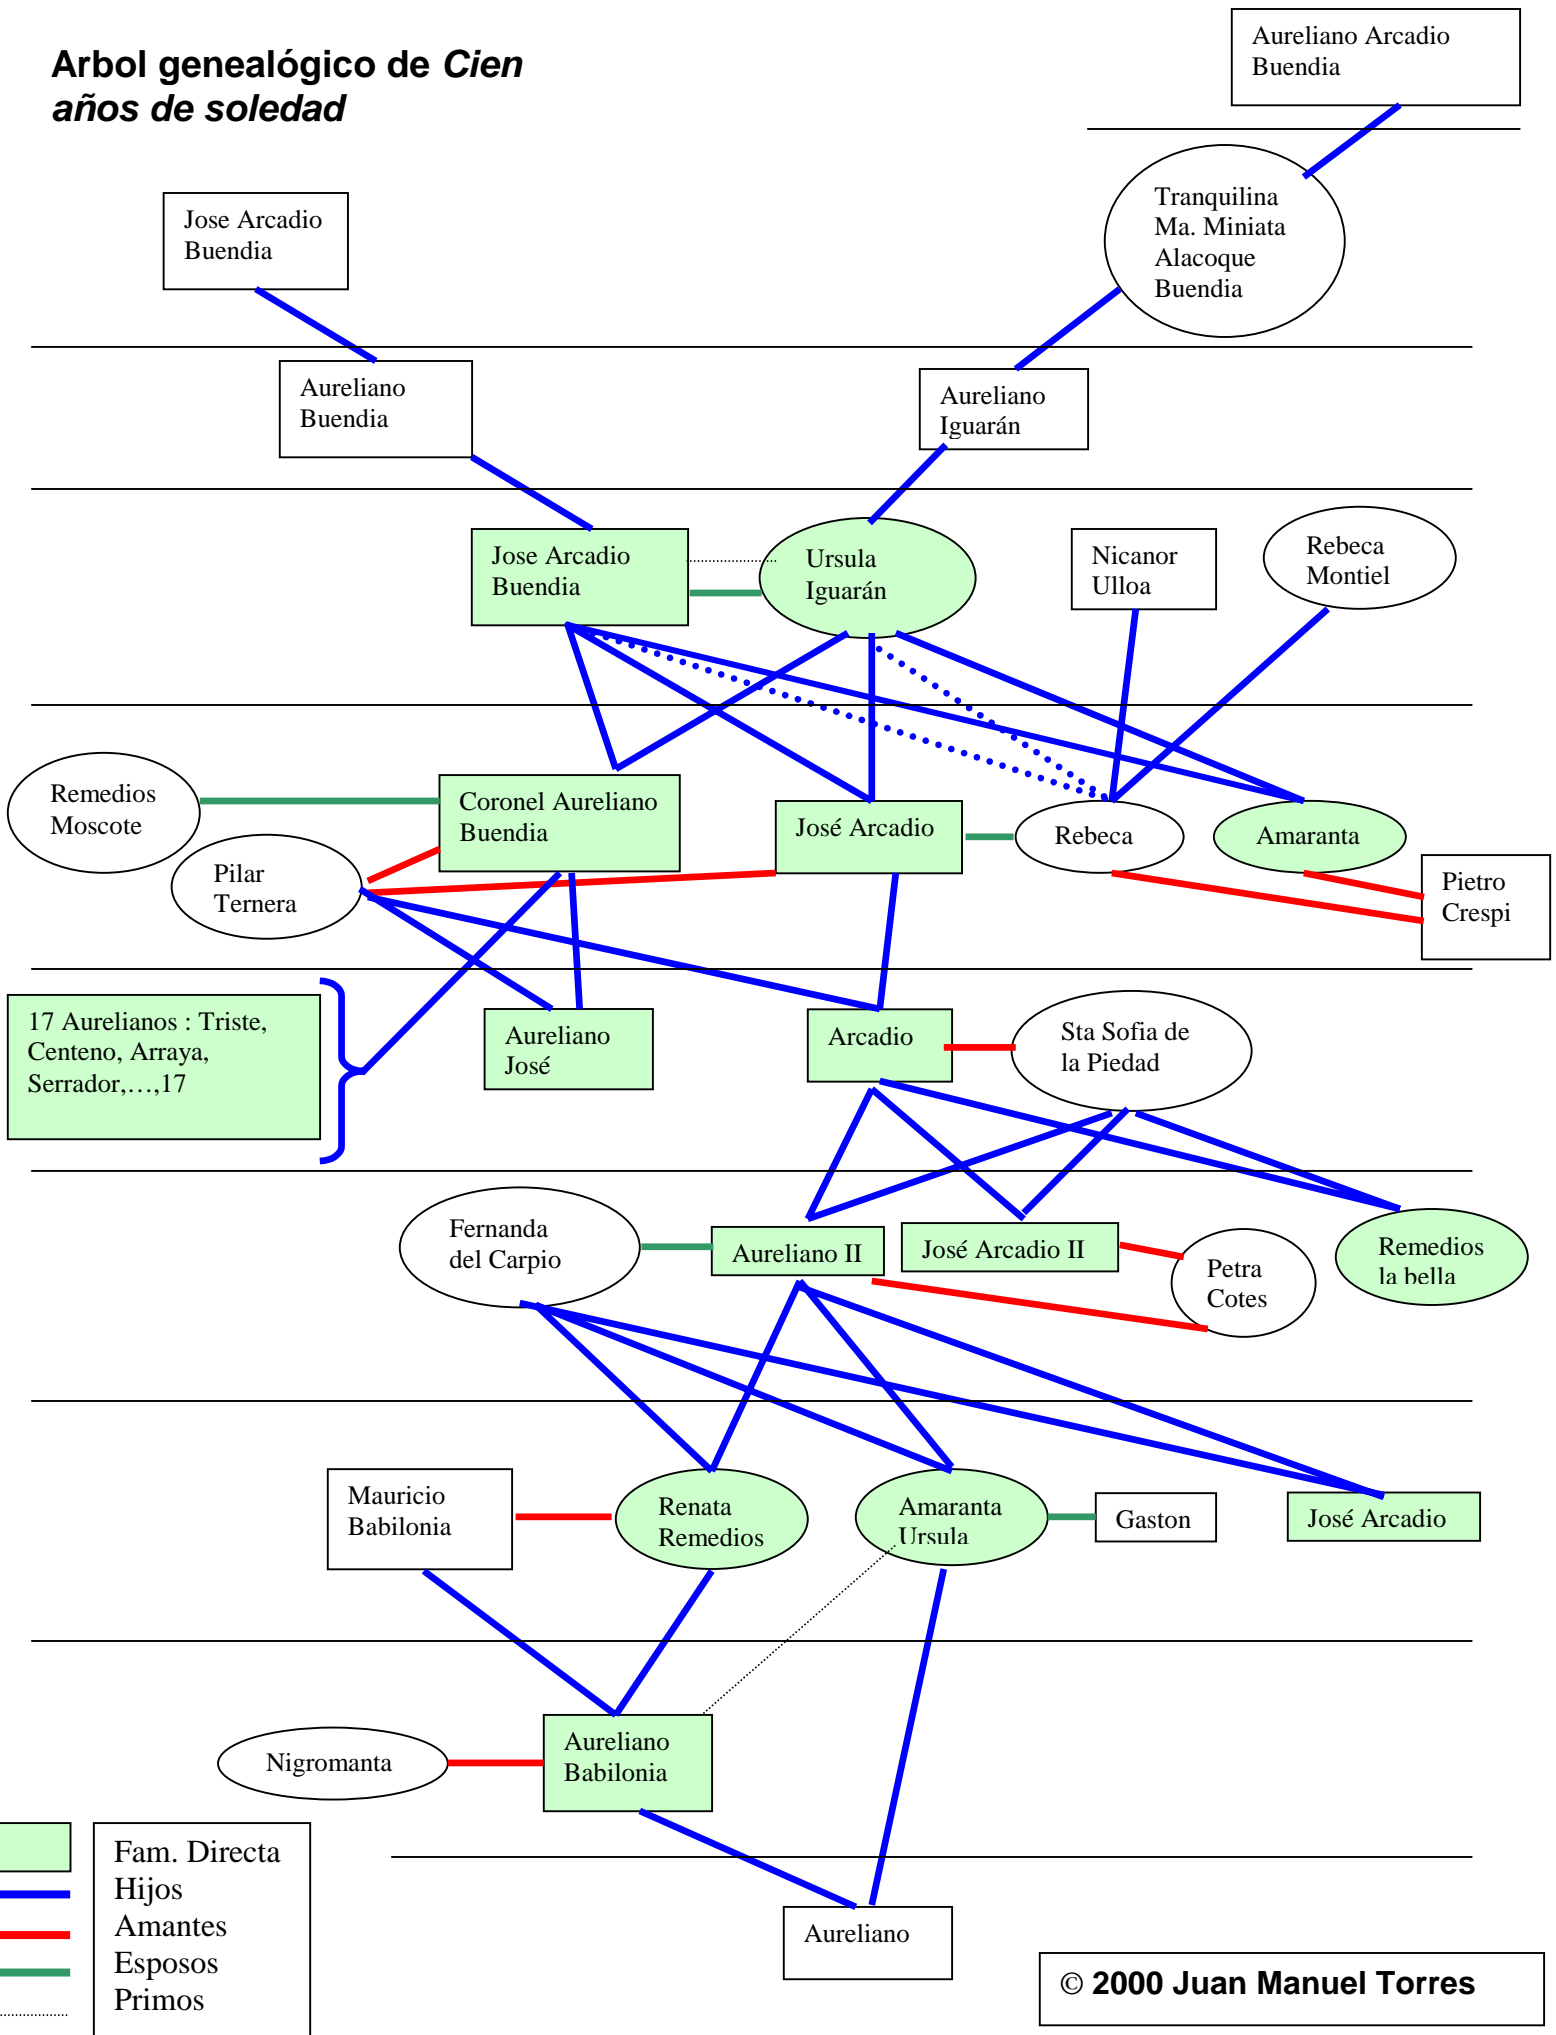 Arbol genealógico de Cien
años de soledad
Aureliano Arcadio
Buendia
Tranquilina
Ma. Miniata
Alacoque
Buendia
Jose Arcadio
Buendia
Aureliano
Buendia
Aureliano
Iguarán
Jose Arcadio
Buendia
Ursula
Iguarán
Nicanor
Ulloa
Rebeca
Montiel
Remedios
Moscote
Coronel Aureliano
Buendia
José Arcadio
Rebeca
Amaranta
Pilar
Ternera
Pietro
Crespi
17 Aurelianos : Triste,
Centeno, Arraya,
Serrador,…,17
Aureliano
José
Arcadio
Sta Sofia de
la Piedad
Fernanda
del Carpio
Aureliano II
José Arcadio II
Petra
Cotes
Remedios
la bella
Mauricio
Babilonia
Renata
Remedios
Amaranta
Ursula
Gaston
José Arcadio
Nigromanta
Aureliano
Babilonia
Aureliano
Fam. Directa
Hijos
Amantes
Esposos
Primos
© 2000 Juan Manuel Torres